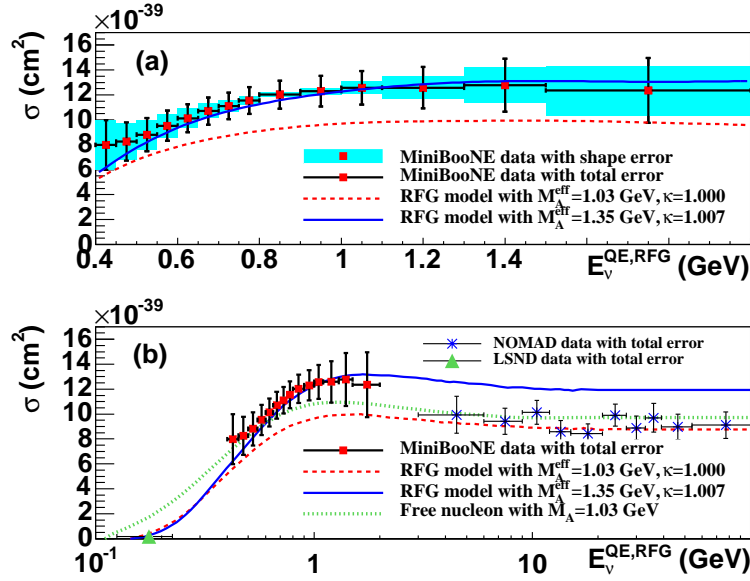 ×10⁻³⁹
σ (cm²)
16
14
12
10
8
6
4
2
0
(a)
MiniBooNE data with shape error
MiniBooNE data with total error
RFG model with M_A^eff=1.03 GeV,κ=1.000
RFG model with M_A^eff=1.35 GeV,κ=1.007
0.4 0.6 0.8 1 1.2 1.4
E_ν^QE,RFG (GeV)
×10⁻³⁹
σ (cm²)
16
14
12
10
8
6
4
2
0
(b)
NOMAD data with total error
LSND data with total error
MiniBooNE data with total error
RFG model with M_A^eff=1.03 GeV,κ=1.000
RFG model with M_A^eff=1.35 GeV,κ=1.007
Free nucleon with M_A=1.03 GeV
10⁻¹ 1 10
E_ν^QE,RFG (GeV)